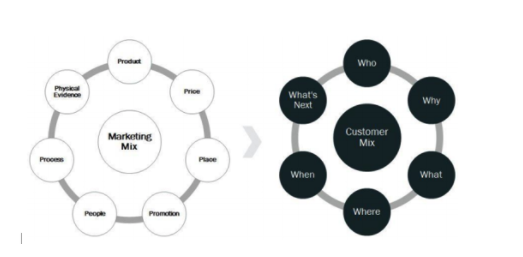 Product
Physical
Evidence
Price
Marketing
Mix
Process
Place
People
Promotion
Who
What's
Next
Why
Customer
Mix
When
What
Where